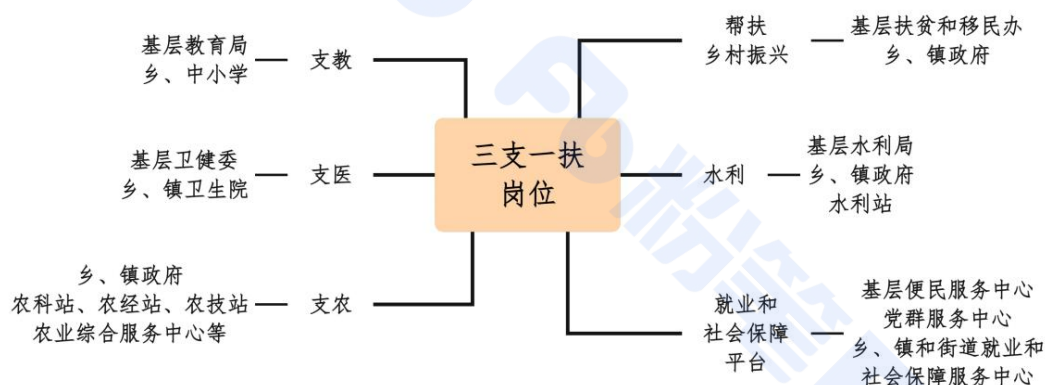 基层教育局
乡、中小学
支教
基层卫健委
乡、镇卫生院
支医
乡、镇政府
农科站、农经站、农技站
农业综合服务中心等
支农
三支一扶
岗位
帮扶
乡村振兴
基层扶贫和移民办
乡、镇政府
水利
基层水利局
乡、镇政府
水利站
就业和
社会保障
平台
基层便民服务中心
党群服务中心
乡、镇和街道就业和
社会保障服务中心
粉笔